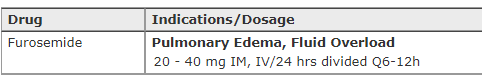 Drug Indications/Dosage
Furosemide Pulmonary Edema, Fluid Overload
20 - 40 mg IM, IV/24 hrs divided Q6-12h